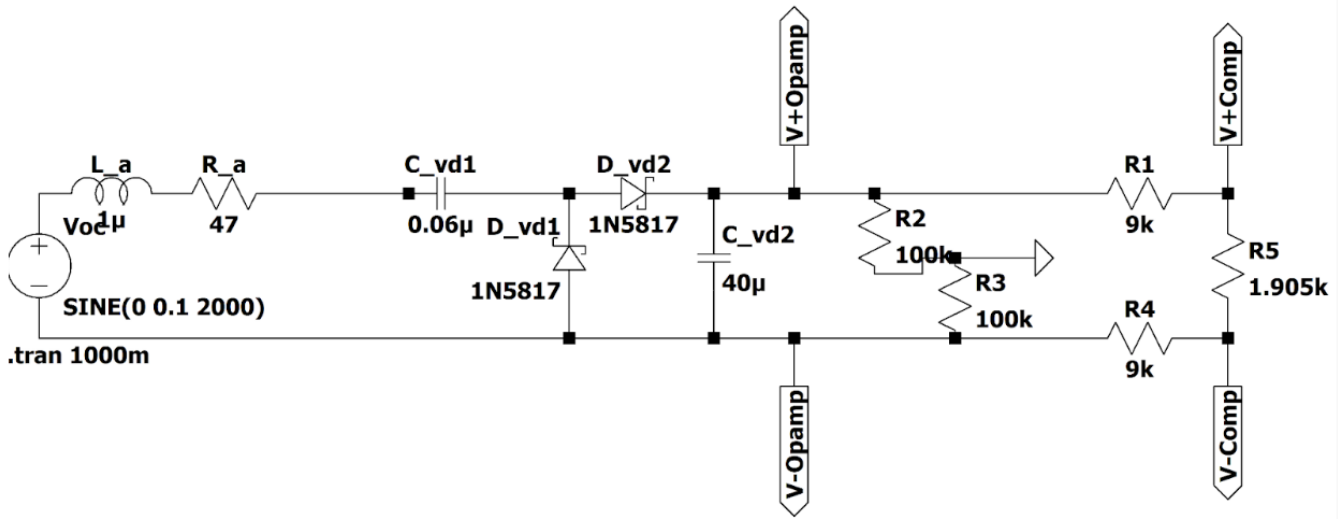 V+Opamp
V+Comp
L_a
R_a
C_vd1
D_vd2
R1
Voc
1µ
47
0.06µ
D_vd1
1N5817
9k
R2
C_vd2
100k
R5
1N5817
40µ
R3
1.905k
SINE(0 0.1 2000)
100k
R4
.tran 1000m
9k
V-Opamp
V-Comp